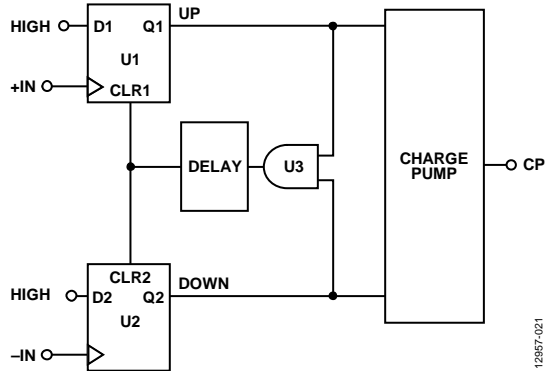 HIGH
D1
Q1
UP
U1
+IN
CLR1
DELAY
U3
CHARGE
PUMP
CP
CLR2
DOWN
HIGH
D2
Q2
U2
–IN
12957-021